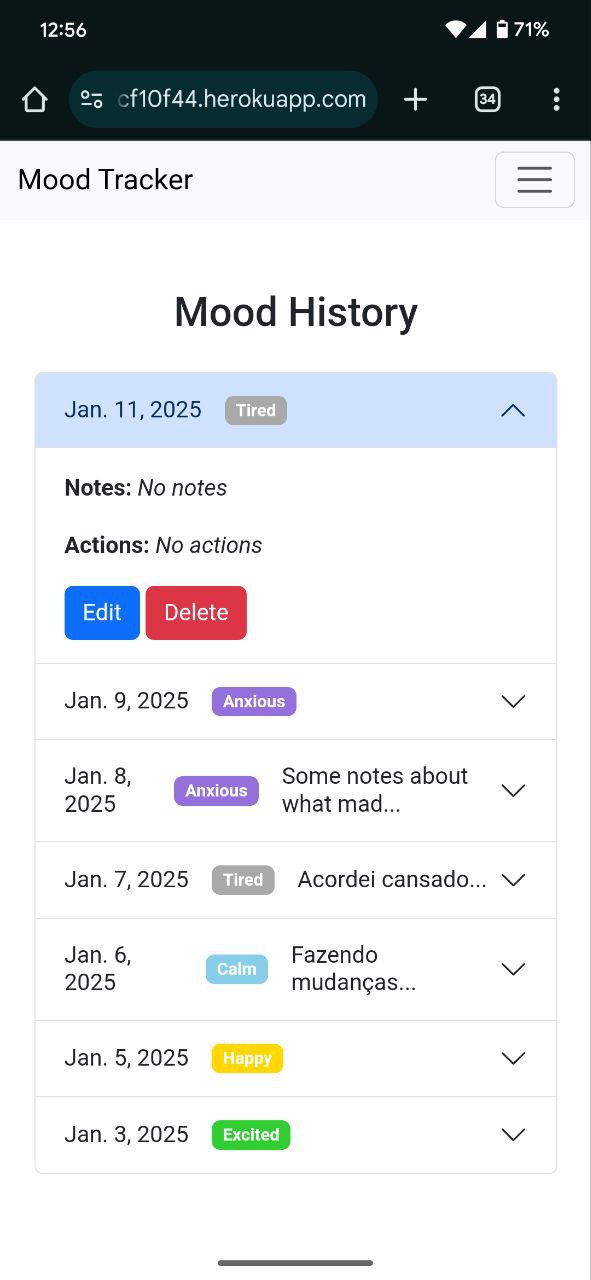 12:56 71%
cf10f44.herokuapp.com 34
Mood Tracker
Mood History
Jan. 11, 2025 Tired
Notes: No notes
Actions: No actions
Edit Delete
Jan. 9, 2025 Anxious
Jan. 8, 2025 Anxious Some notes about
what mad...
Jan. 7, 2025 Tired Acordei cansado...
Jan. 6, 2025 Calm Fazendo
mudanças...
Jan. 5, 2025 Happy
Jan. 3, 2025 Excited